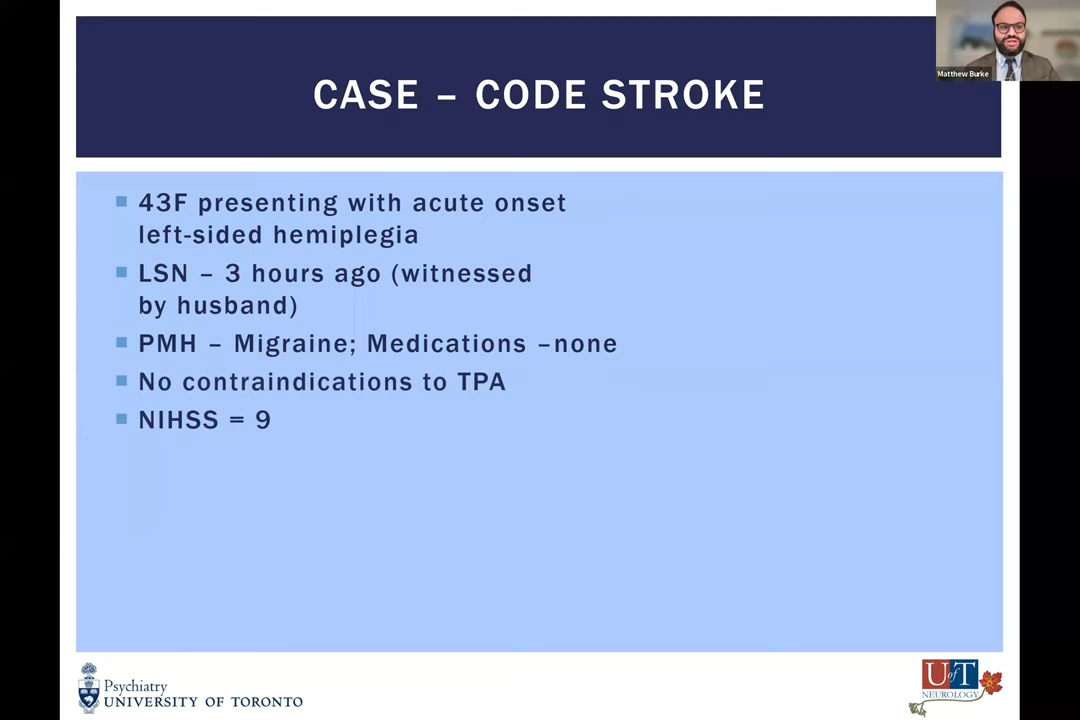 Matthew Burke
CASE – CODE STROKE
43F presenting with acute onset
left-sided hemiplegia
LSN – 3 hours ago (witnessed
by husband)
PMH – Migraine; Medications –none
No contraindications to TPA
NIHSS = 9
Psychiatry
UNIVERSITY OF TORONTO
U of T
NEUROLOGY